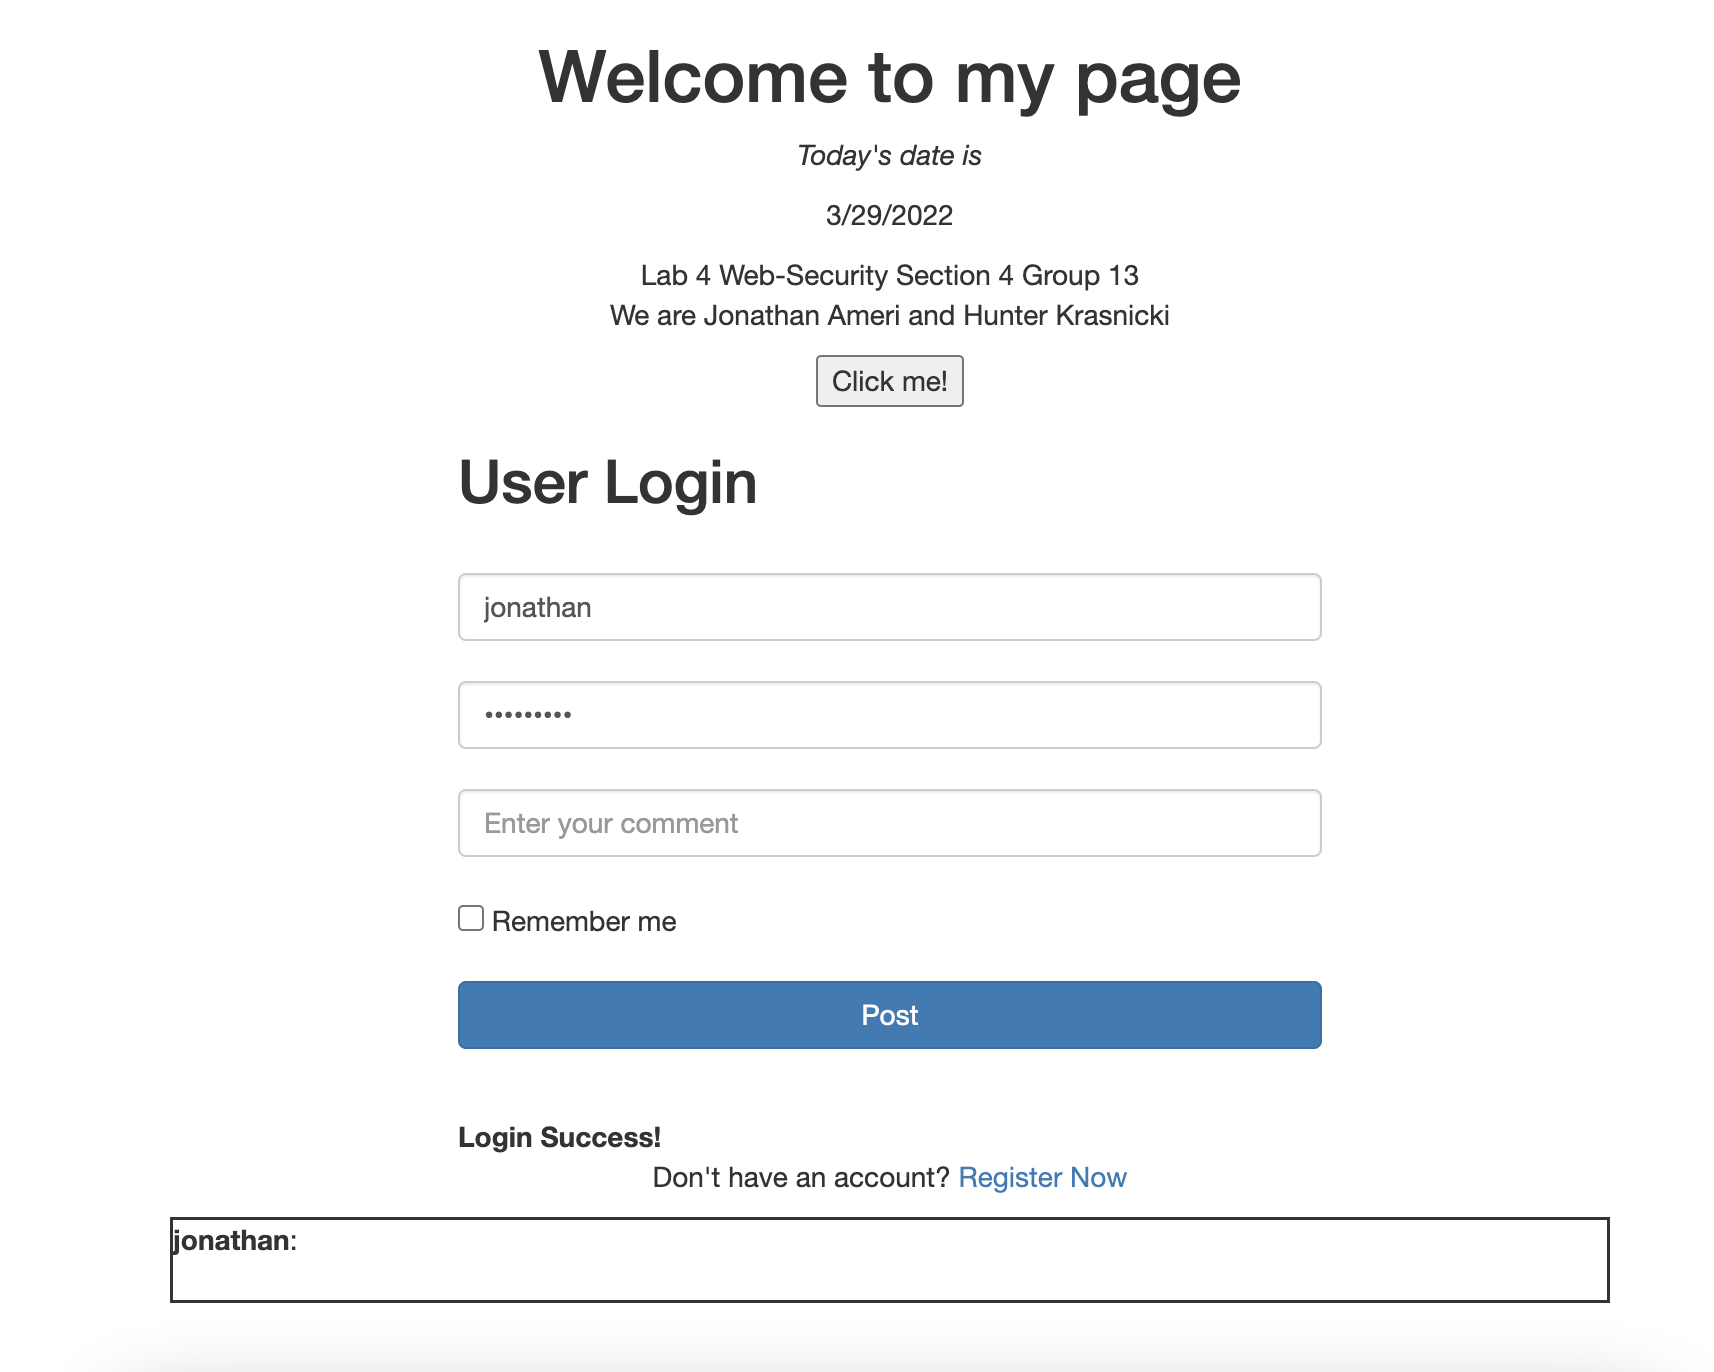 Welcome to my page
Today's date is
3/29/2022
Lab 4 Web-Security Section 4 Group 13
We are Jonathan Ameri and Hunter Krasnicki
Click me!
User Login
jonathan
•••••••••
Enter your comment
Remember me
Post
Login Success!
Don't have an account? Register Now
jonathan: